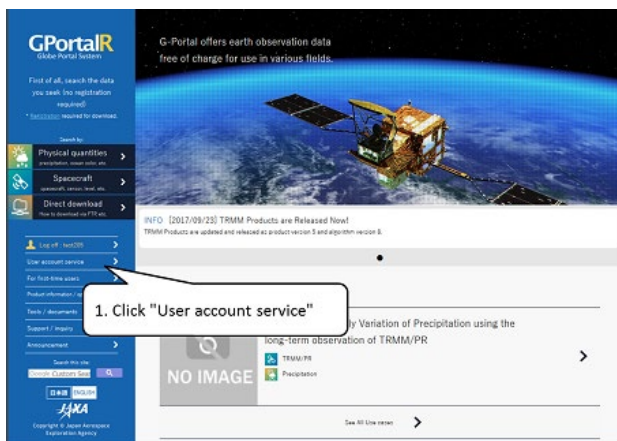 GPortalR
Globe Portal System
First of all, search the data
you seek (no registration
required)
* Registration required for download.
Search by:
Physical quantities
precipitation, ocean color, etc.
Spacecraft
spacecraft, sensor, level, etc.
Direct download
How to download via FTP, etc.
Log off : test209
User account service
For first-time users
Product information /
Tools / documents
Support / inquiry
Announcement
Search this site:
Google Custom Sear
日本語 ENGLISH
JAXA
Copyright © Japan Aerospace
Exploration Agency
G-Portal offers earth observation data
free of charge for use in various fields.
INFO [2017/09/23] TRMM Products are Released Now!
TRMM Products are updated and released as product version 5 and algorithm version 8.
1. Click "User account service"
ly Variation of Precipitation using the
long-term observation of TRMM/PR
TRMM/PR
Precipitation
NO IMAGE
See All Use cases